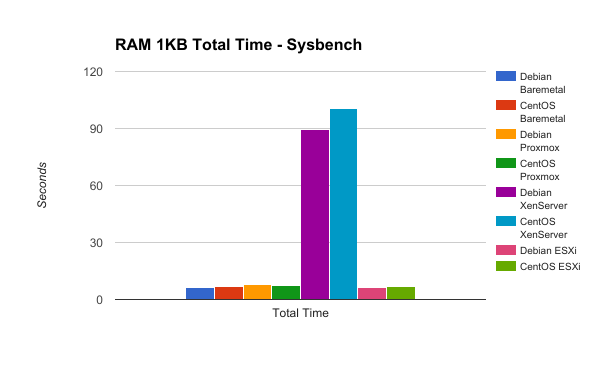 RAM 1KB Total Time - Sysbench
120
90
60
30
0
Seconds
Total Time
Debian
Baremetal
CentOS
Baremetal
Debian
Proxmox
CentOS
Proxmox
Debian
XenServer
CentOS
XenServer
Debian ESXi
CentOS ESXi